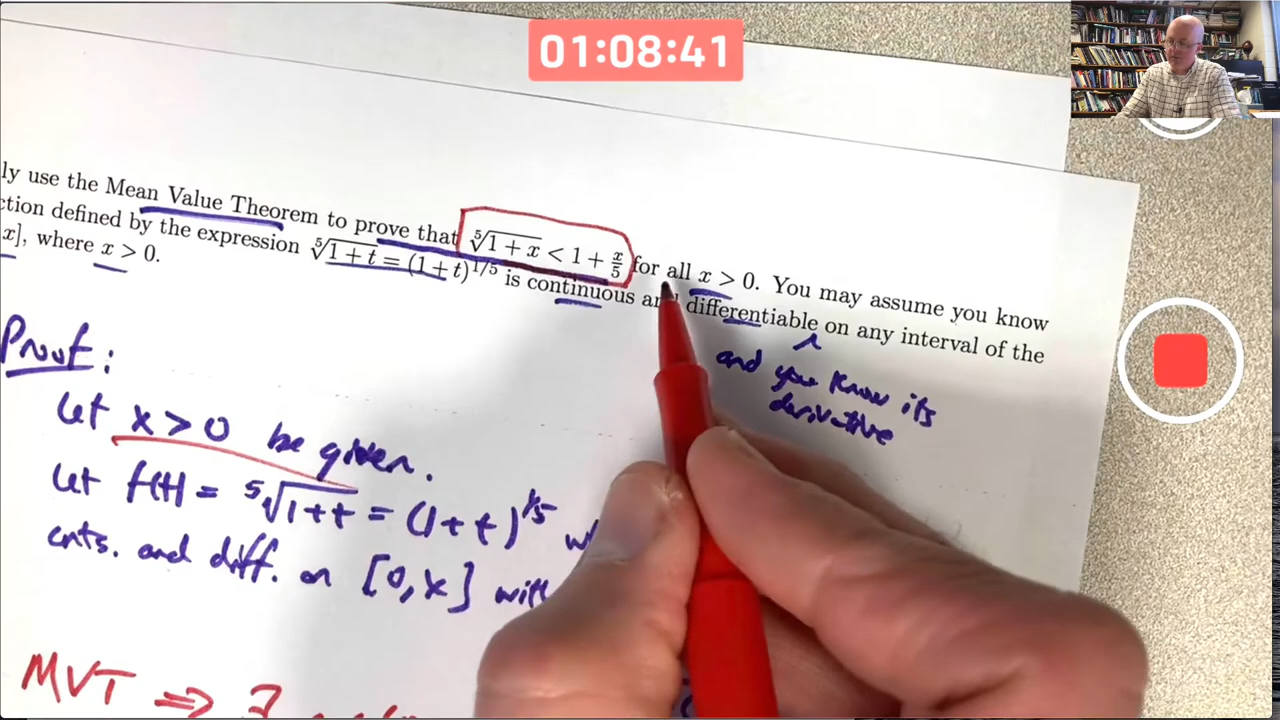 01:08:41
ly use the Mean Value Theorem to prove that ⁵√1 + x < 1 + x/5 for all x > 0. You may assume you know
ction defined by the expression ⁵√1 + t = (1 + t)^1/5 is continuous and differentiable on any interval of the
x], where x > 0.
and you know its
derivative
Proof:
Let x > 0 be given.
Let f(t) = ⁵√1+t = (1+t)^1/5
cnts. and diff. on [0,x] with
MVT ⇒ ∃